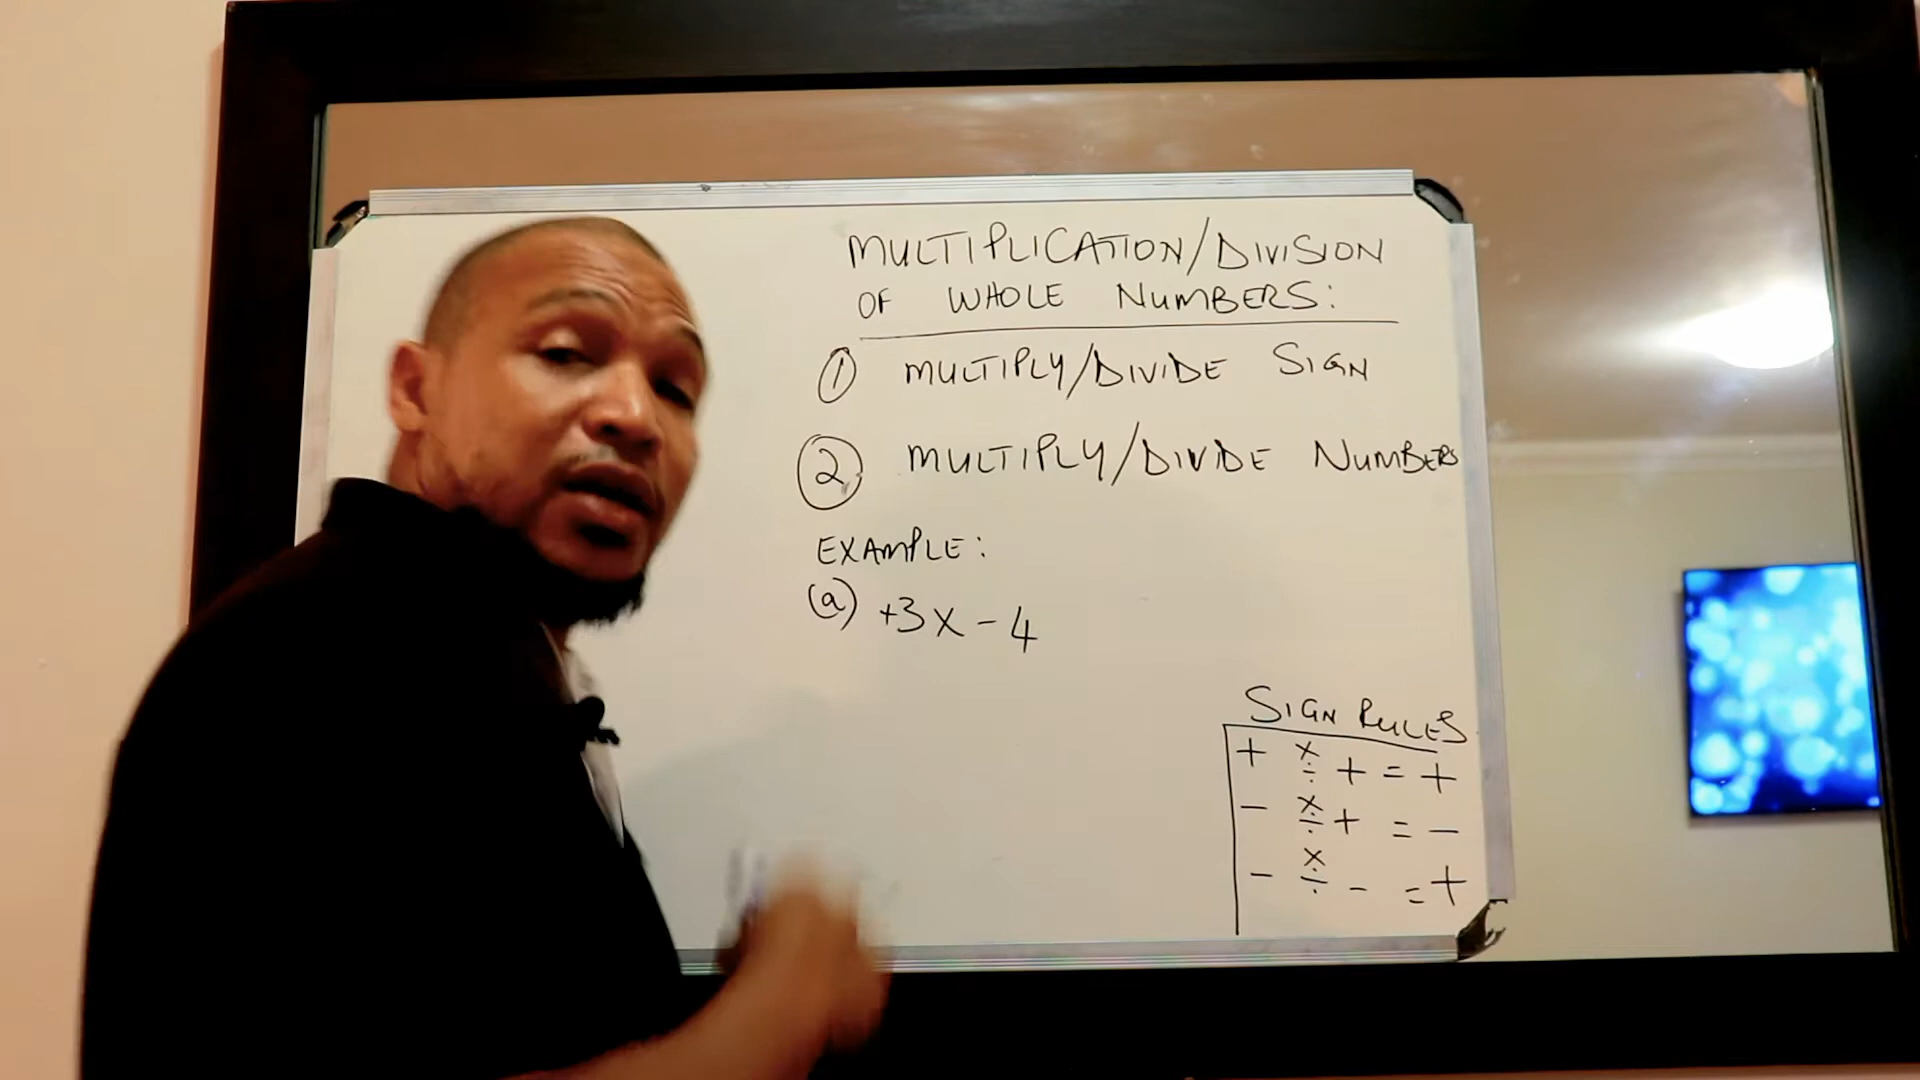 MULTIPLICATION/DIVISION
OF WHOLE NUMBERS:
① MULTIPLY/DIVIDE SIGN
② MULTIPLY/DIVIDE NUMBERS
EXAMPLE:
(a) +3 x - 4
SIGN RULES
+ × ÷ + = +
- × ÷ + = -
- × ÷ - = +